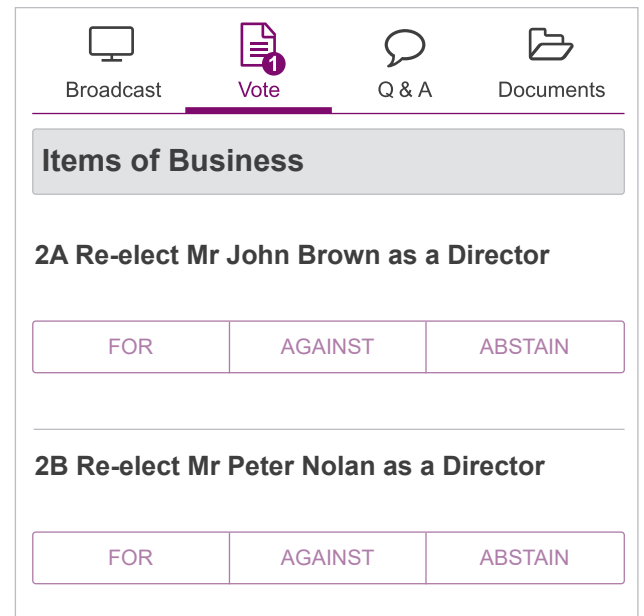 1
Broadcast Vote Q & A Documents
Items of Business
2A Re-elect Mr John Brown as a Director
FOR AGAINST ABSTAIN
2B Re-elect Mr Peter Nolan as a Director
FOR AGAINST ABSTAIN